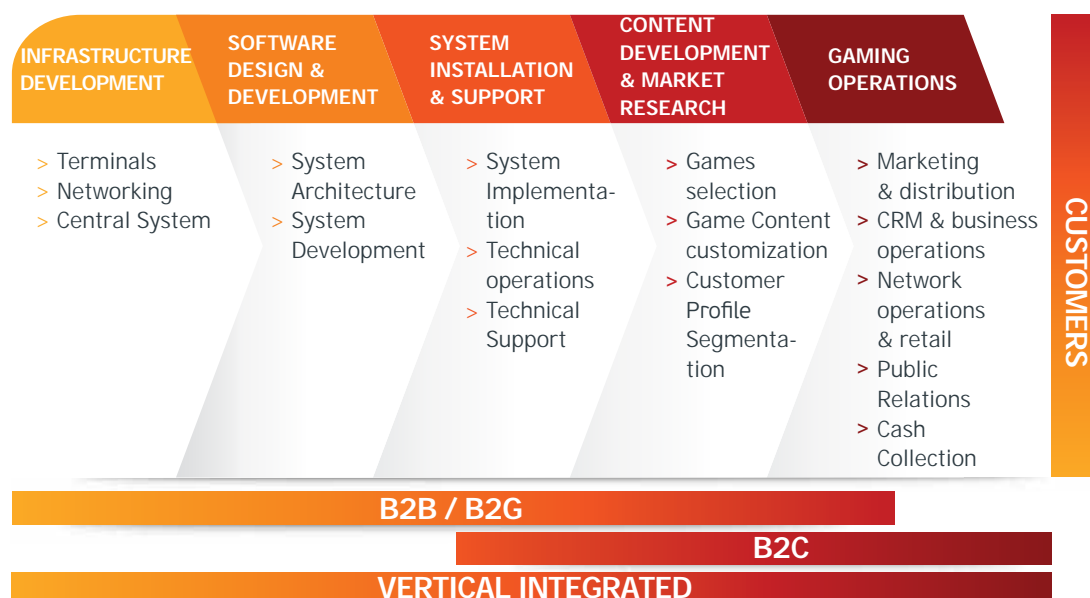 INFRASTRUCTURE
DEVELOPMENT
SOFTWARE
DESIGN &
DEVELOPMENT
SYSTEM
INSTALLATION
& SUPPORT
CONTENT
DEVELOPMENT
& MARKET
RESEARCH
GAMING
OPERATIONS
> Terminals
> Networking
> Central System
> System
Architecture
> System
Development
> System
Implementa-
tion
> Technical
operations
> Technical
Support
> Games
selection
> Game Content
customization
> Customer
Profile
Segmenta-
tion
> Marketing
& distribution
> CRM & business
operations
> Network
operations
& retail
> Public
Relations
> Cash
Collection
CUSTOMERS
B2B / B2G
B2C
VERTICAL INTEGRATED